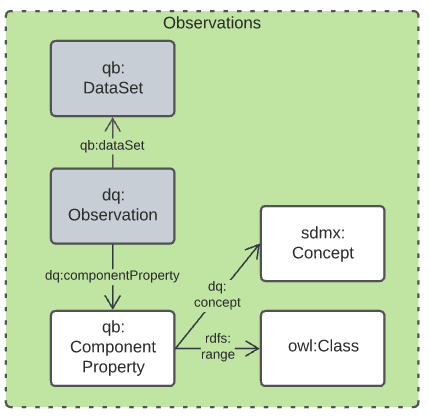 Observations
qb:
DataSet
qb:dataSet
dq:
Observation
dq:componentProperty
sdmx:
Concept
dq:
concept
qb:
Component
Property
rdfs:
range
owl:Class